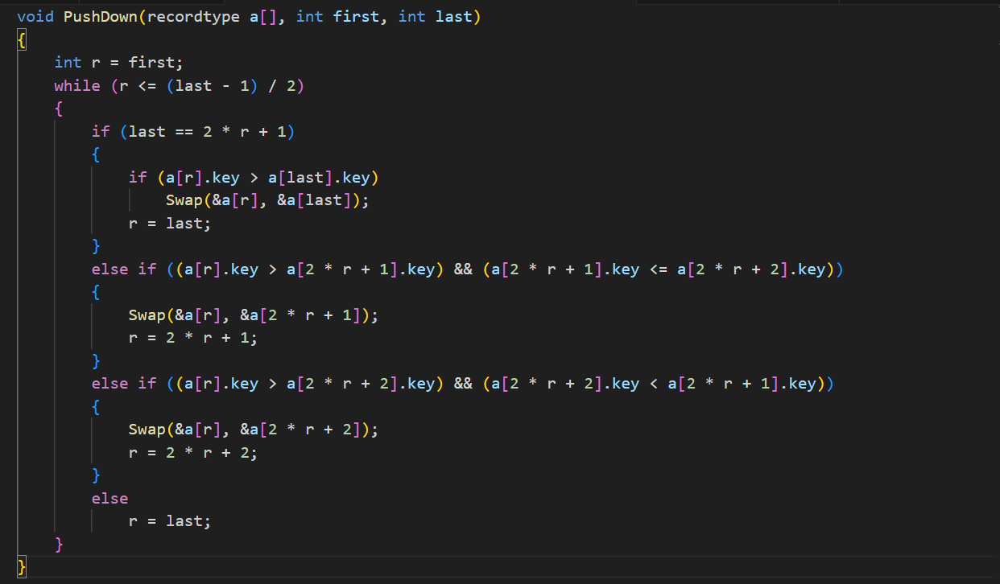 void PushDown(recordtype a[], int first, int last)
{
    int r = first;
    while (r <= (last - 1) / 2)
    {
        if (last == 2 * r + 1)
        {
            if (a[r].key > a[last].key)
                Swap(&a[r], &a[last]);
            r = last;
        }
        else if ((a[r].key > a[2 * r + 1].key) && (a[2 * r + 1].key <= a[2 * r + 2].key))
        {
            Swap(&a[r], &a[2 * r + 1]);
            r = 2 * r + 1;
        }
        else if ((a[r].key > a[2 * r + 2].key) && (a[2 * r + 2].key < a[2 * r + 1].key))
        {
            Swap(&a[r], &a[2 * r + 2]);
            r = 2 * r + 2;
        }
        else
            r = last;
    }
}